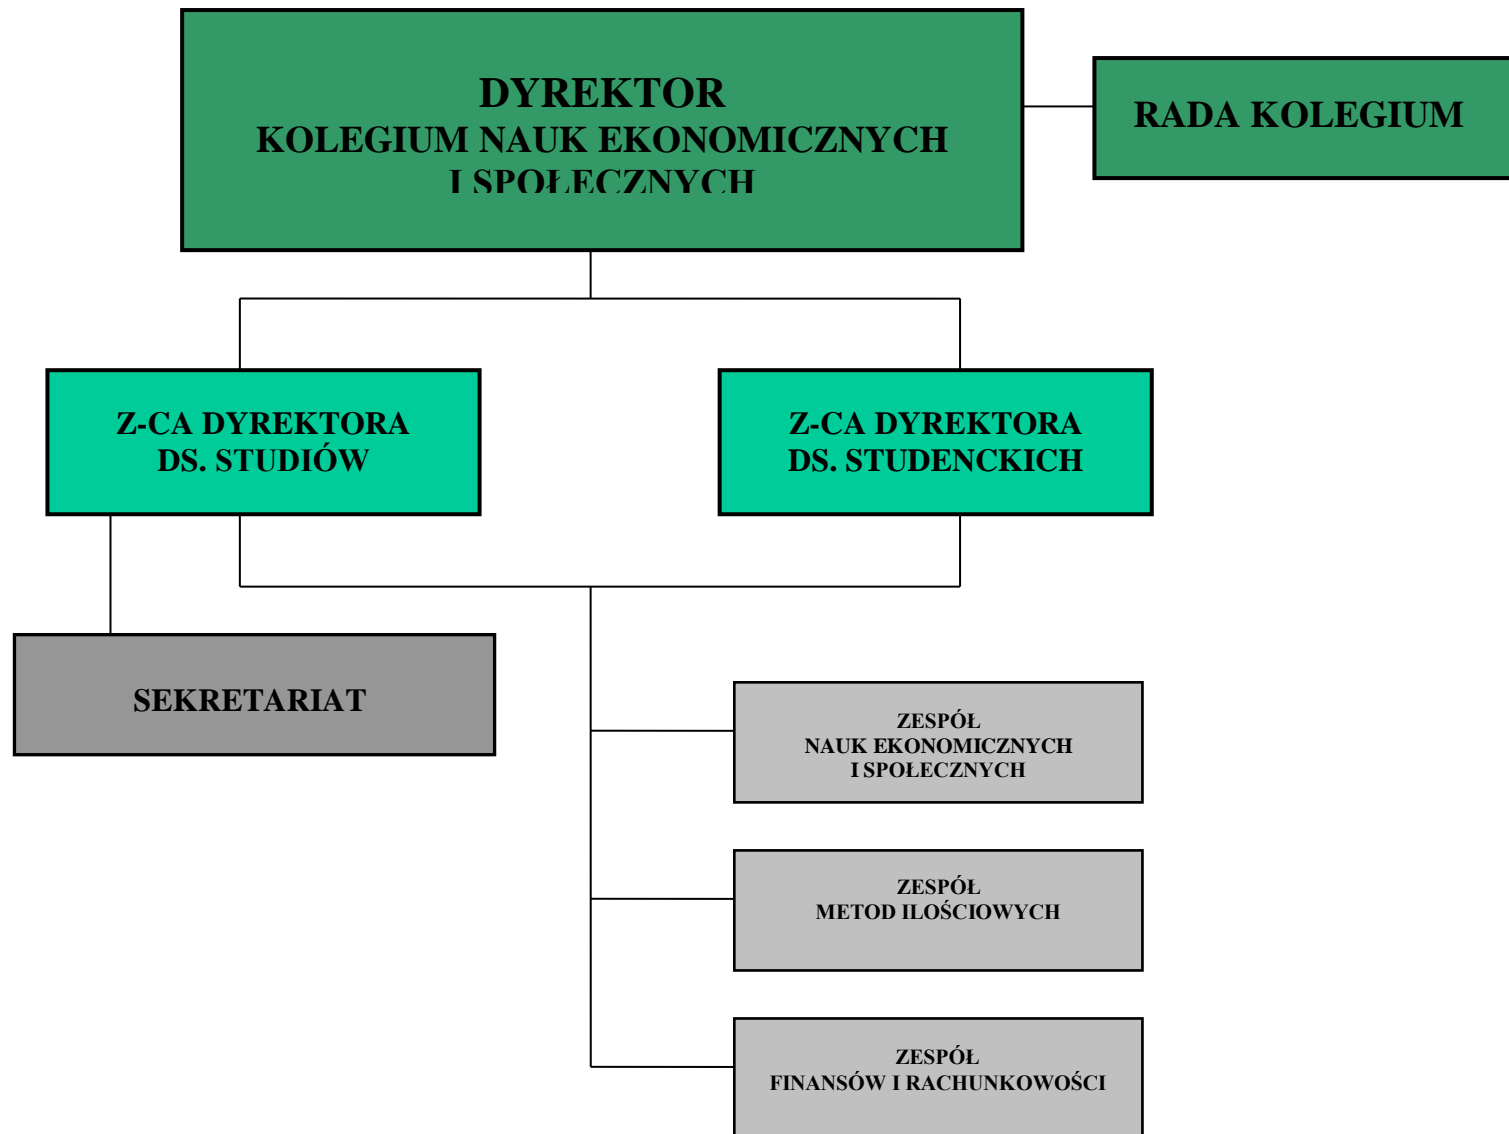 DYREKTOR
KOLEGIUM NAUK EKONOMICZNYCH
I SPOŁECZNYCH
RADA KOLEGIUM
Z-CA DYREKTORA
DS. STUDIÓW
Z-CA DYREKTORA
DS. STUDENCKICH
SEKRETARIAT
ZESPÓŁ
NAUK EKONOMICZNYCH
I SPOŁECZNYCH
ZESPÓŁ
METOD ILOŚCIOWYCH
ZESPÓŁ
FINANSÓW I RACHUNKOWOŚCI